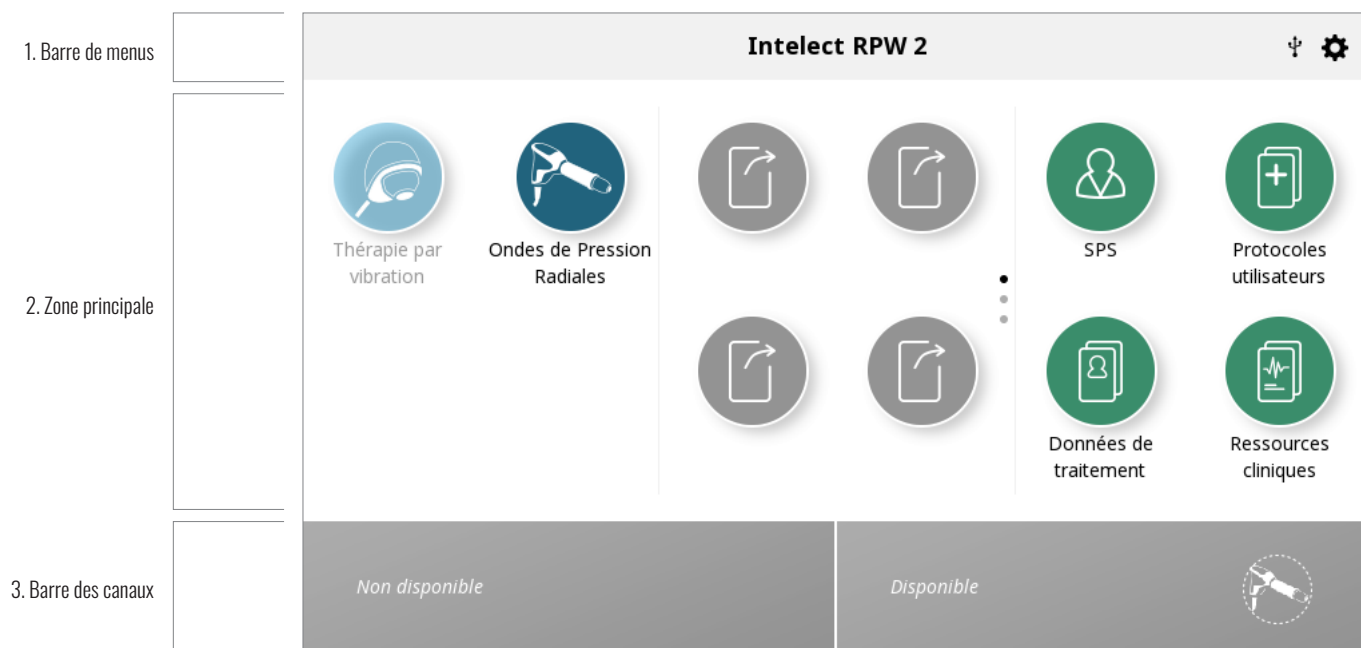 1. Barre de menus
Intelect RPW 2
2. Zone principale
Thérapie par
vibration
Ondes de Pression
Radiales
SPS
Protocoles
utilisateurs
Données de
traitement
Ressources
cliniques
3. Barre des canaux
Non disponible
Disponible